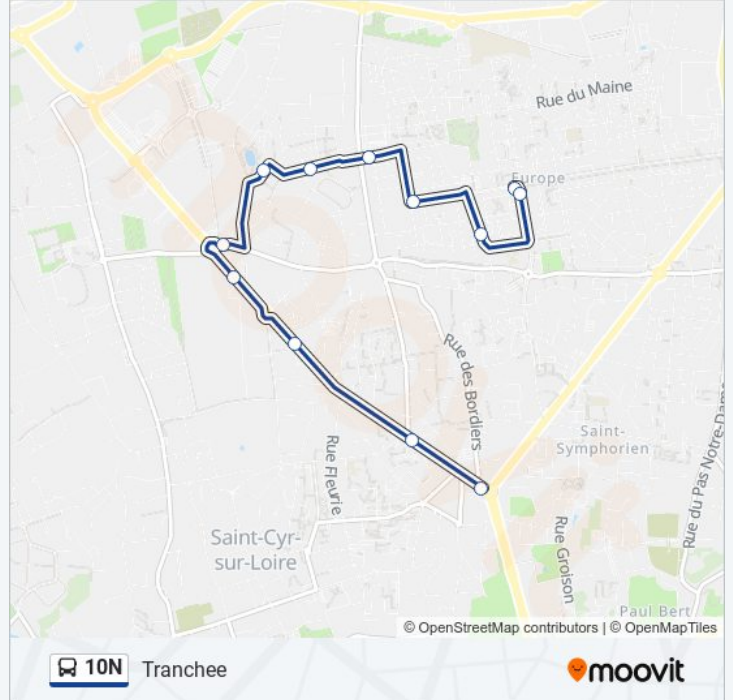 Rue du Maine
Europe
Rue des Bordiers
Saint-
Symphorien
Rue du Pas Notre-Dame
Rue Fleurie
Saint-Cyr-
sur-Loire
Rue Groison
Paul Bert
© OpenStreetMap contributors | © OpenMapTiles
10N Tranchee
moovit